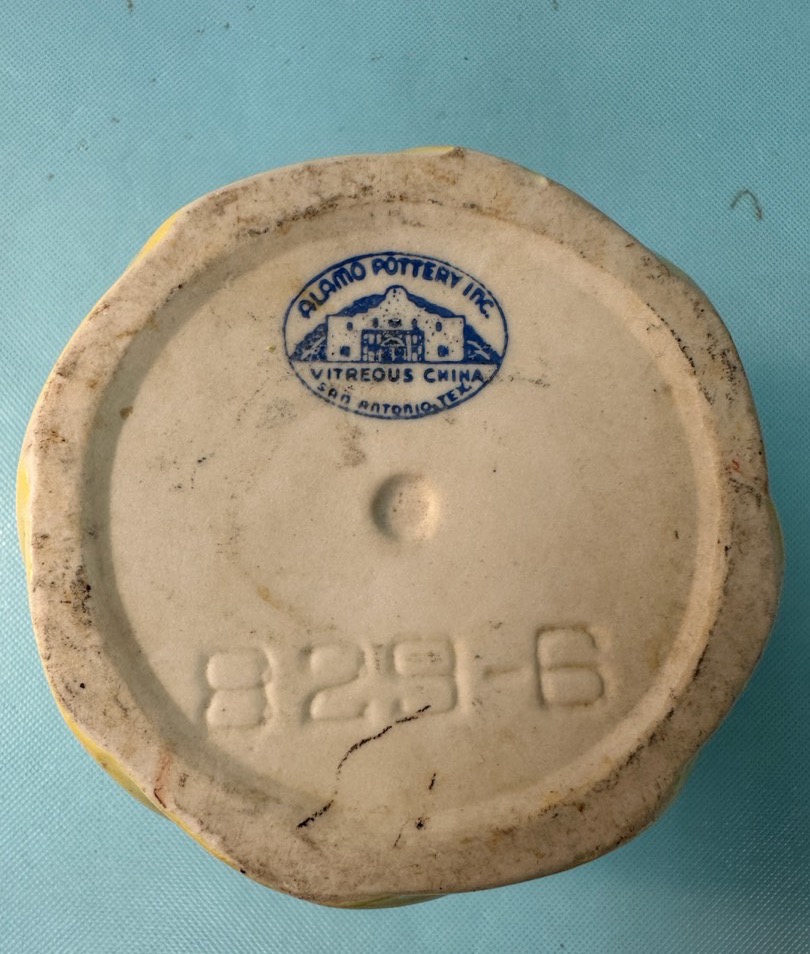 ALAMO POTTERY INC.
VITREOUS CHINA
SAN ANTONIO, TEX.
829-6